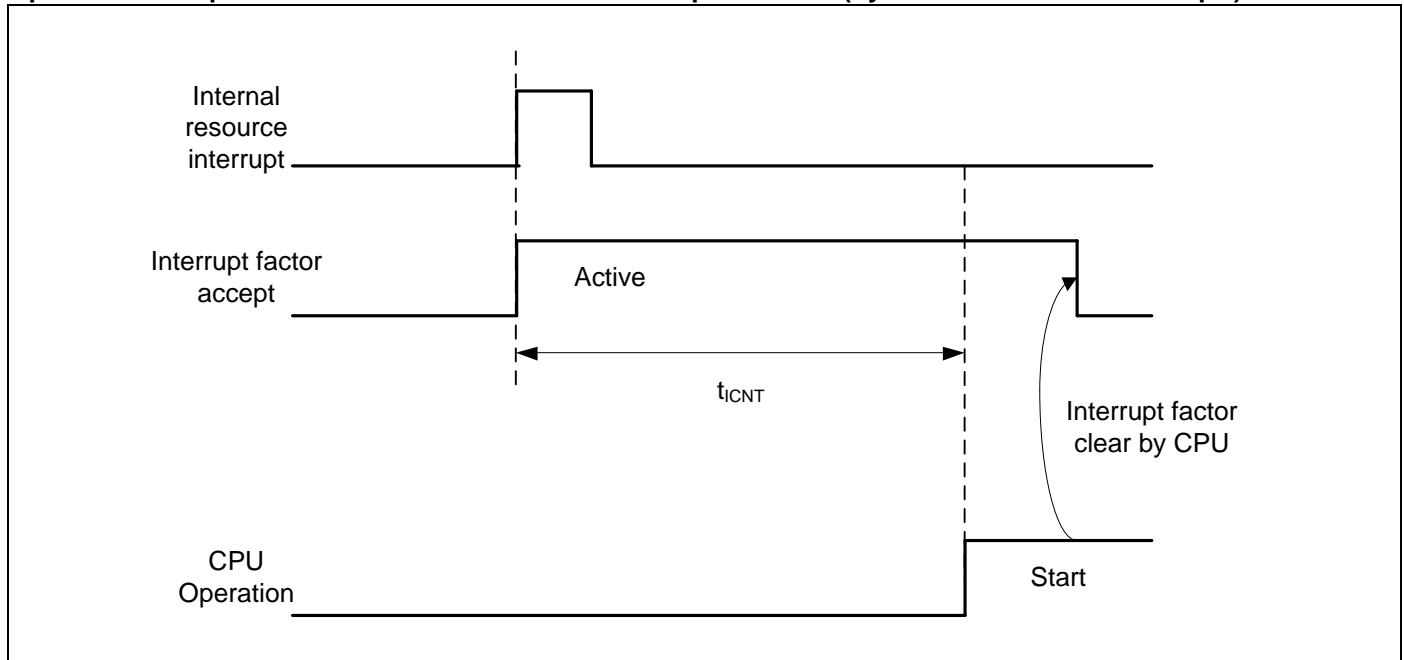 Internal
resource
interrupt
Interrupt factor
accept
Active
tICNT
Interrupt factor
clear by CPU
CPU
Operation
Start